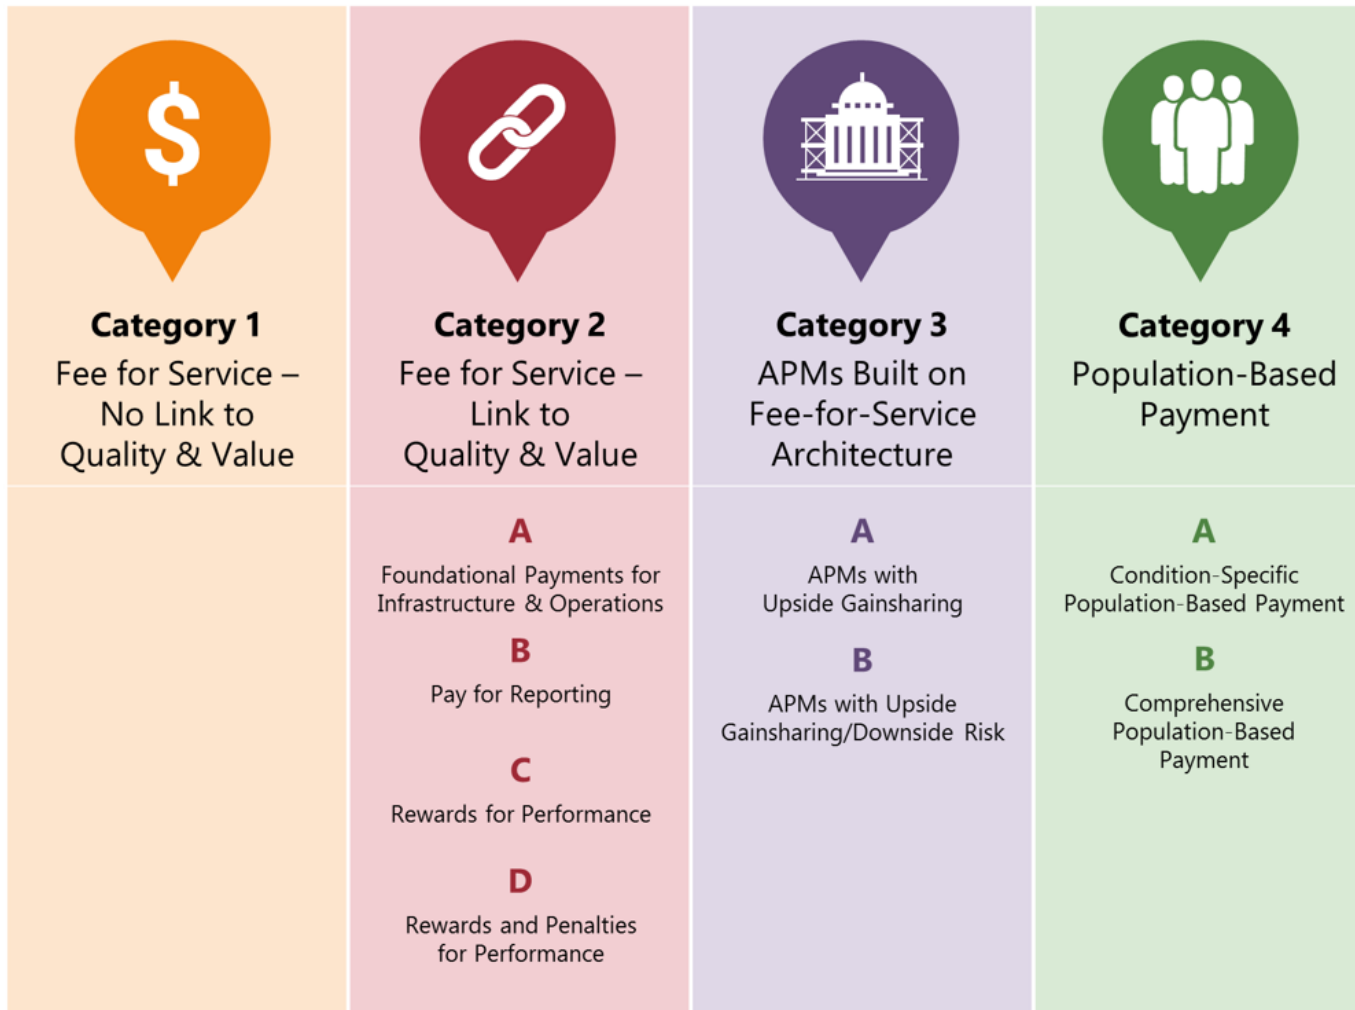 $
Category 1
Fee for Service –
No Link to
Quality & Value
Category 2
Fee for Service –
Link to
Quality & Value
A
Foundational Payments for
Infrastructure & Operations
B
Pay for Reporting
C
Rewards for Performance
D
Rewards and Penalties
for Performance
Category 3
APMs Built on
Fee-for-Service
Architecture
A
APMs with
Upside Gainsharing
B
APMs with Upside
Gainsharing/Downside Risk
Category 4
Population-Based
Payment
A
Condition-Specific
Population-Based Payment
B
Comprehensive
Population-Based
Payment